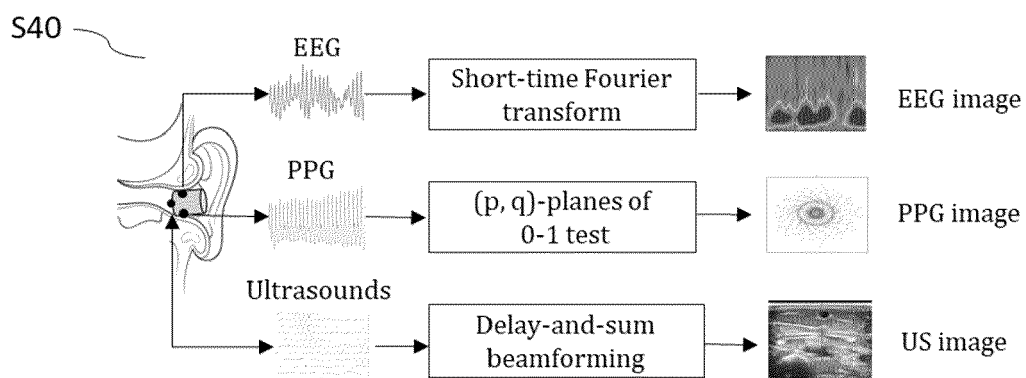 S40
EEG
Short-time Fourier
transform
EEG image
PPG
(p, q)-planes of
0-1 test
PPG image
Ultrasounds
Delay-and-sum
beamforming
US image